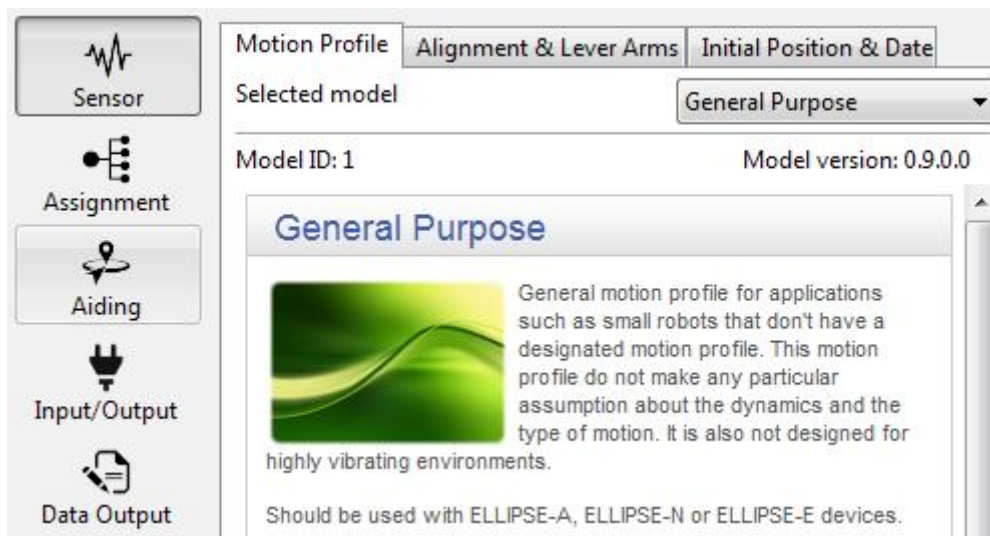 Sensor
Assignment
Aiding
Input/Output
Data Output
Motion Profile Alignment & Lever Arms Initial Position & Date
Selected model General Purpose
Model ID: 1 Model version: 0.9.0.0
General Purpose
General motion profile for applications
such as small robots that don't have a
designated motion profile. This motion
profile do not make any particular
assumption about the dynamics and the
type of motion. It is also not designed for
highly vibrating environments.
Should be used with ELLIPSE-A, ELLIPSE-N or ELLIPSE-E devices.